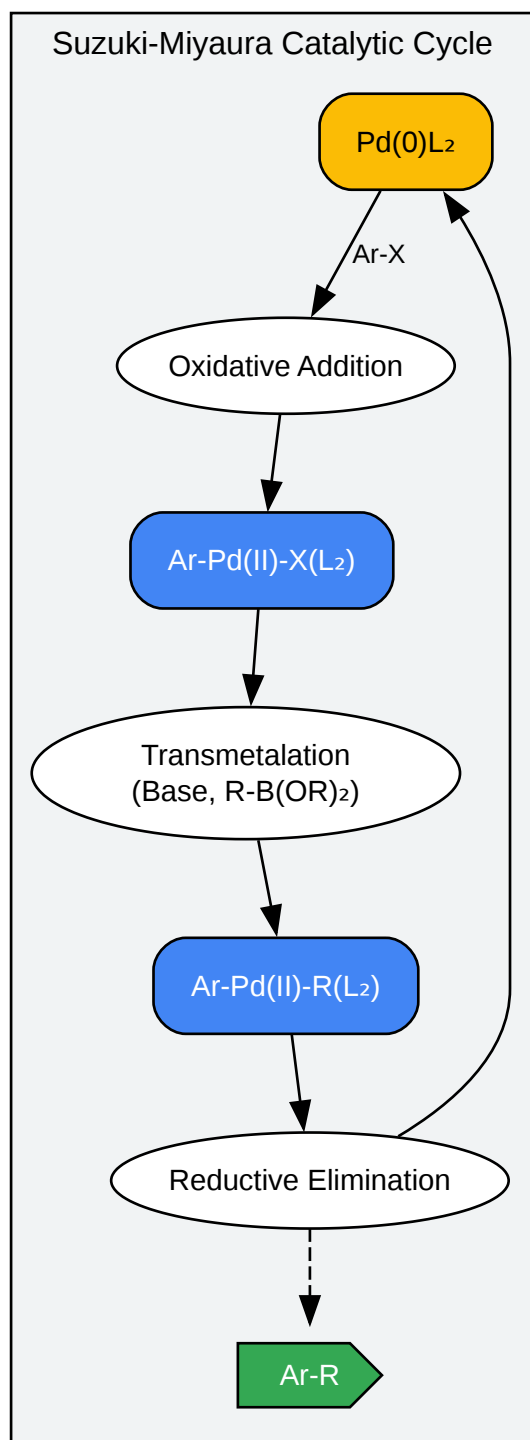 Suzuki-Miyaura Catalytic Cycle
Pd(0)L₂
Ar-X
Oxidative Addition
Ar-Pd(II)-X(L₂)
Transmetalation
(Base, R-B(OR)₂)
Ar-Pd(II)-R(L₂)
Reductive Elimination
Ar-R